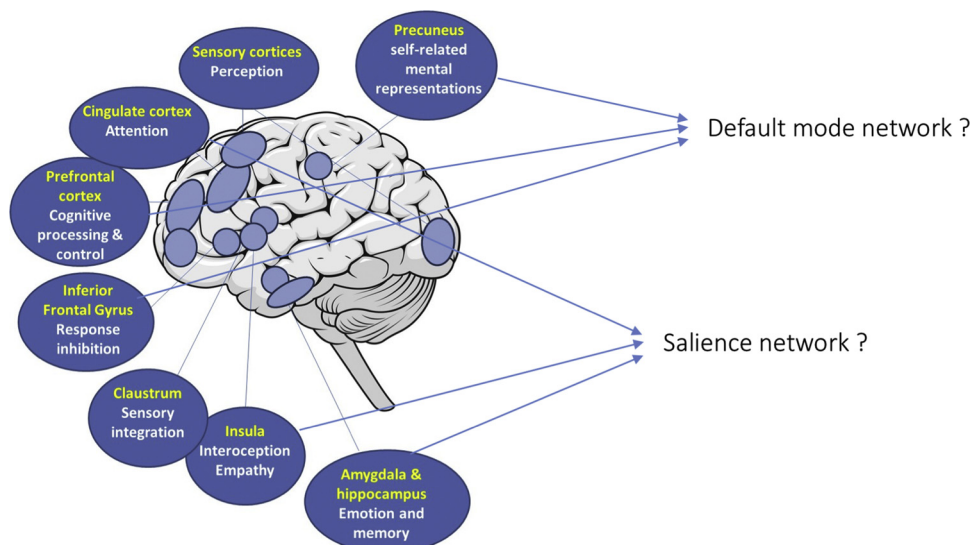 Precuneus
self-related
mental
representations
Sensory cortices
Perception
Cingulate cortex
Attention
Default mode network ?
Prefrontal
cortex
Cognitive
processing &
control
Inferior
Frontal Gyrus
Response
inhibition
Salience network ?
Claustrum
Sensory
integration
Insula
Interoception
Empathy
Amygdala &
hippocampus
Emotion and
memory